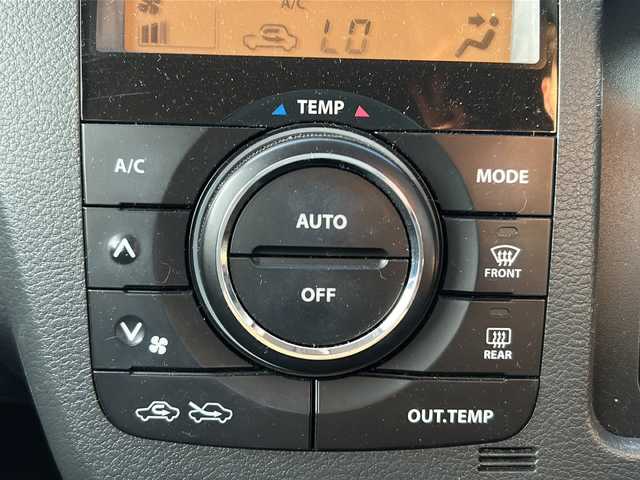 A/C
LO
TEMP
A/C
MODE
AUTO
OFF
FRONT
REAR
OUT.TEMP